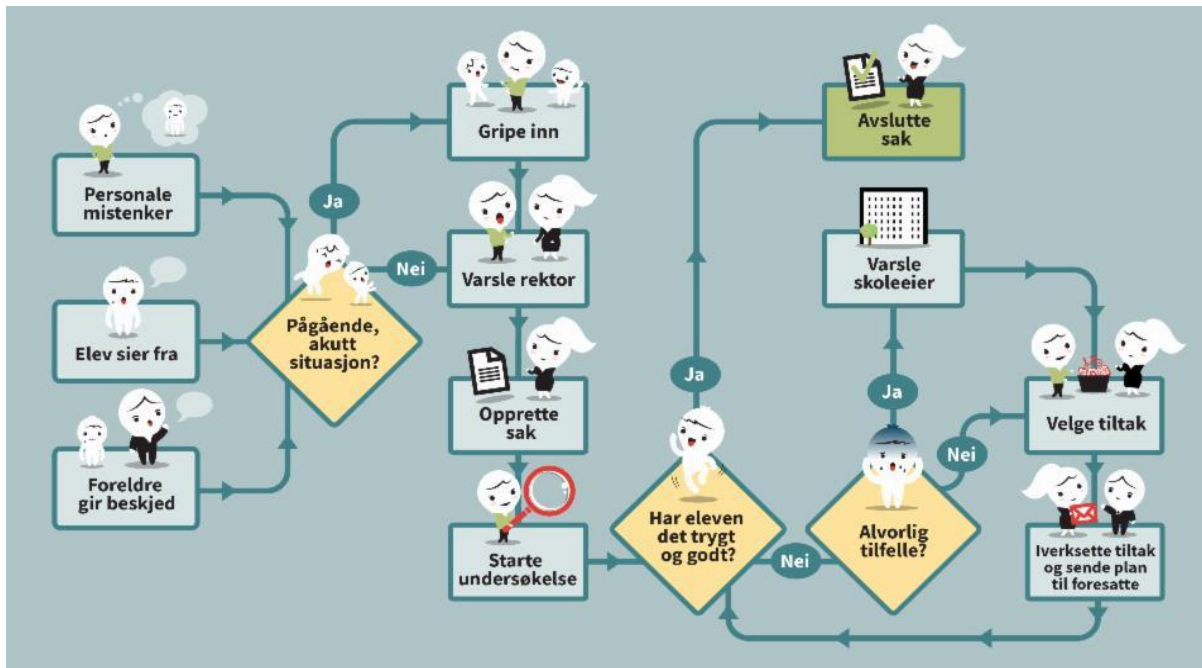 Personale
mistenker
Elev sier fra
Foreldre
gir beskjed
Pågående,
akutt
situasjon?
Ja
Nei
Gripe inn
Varsle rektor
Opprette
sak
Starte
undersøkelse
Har eleven
det trygt
og godt?
Ja
Nei
Avslutte
sak
Alvorlig
tilfelle?
Ja
Nei
Varsle
skoleeier
Velge tiltak
Iverksette tiltak
og sende plan
til foresatte